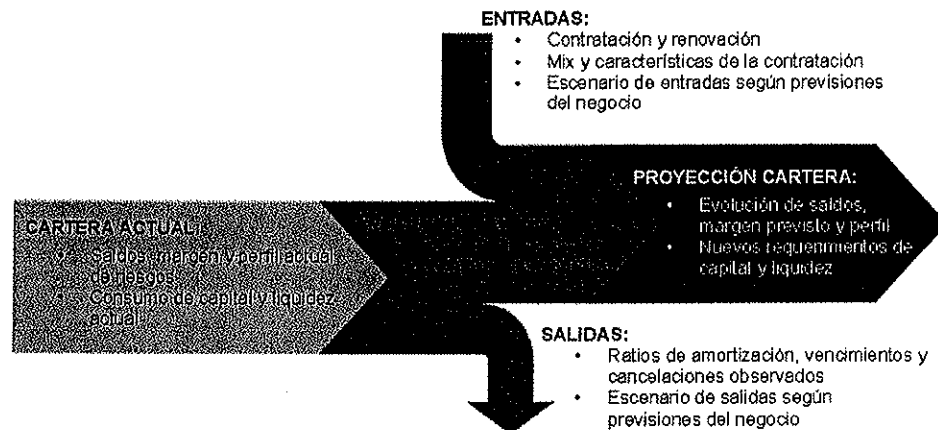 ENTRADAS:
• Contratación y renovación
• Mix y características de la contratación
• Escenario de entradas según previsiones
del negocio
PROYECCIÓN CARTERA:
• Evolución de saldos,
margen previsto y perfil
• Nuevos requerimientos de
capital y liquidez
CARTERA ACTUAL:
• Saldos, margen y perfil actual
de riesgos
• Consumo de capital y liquidez
actual
SALIDAS:
• Ratios de amortización, vencimientos y
cancelaciones observados
• Escenario de salidas según
previsiones del negocio